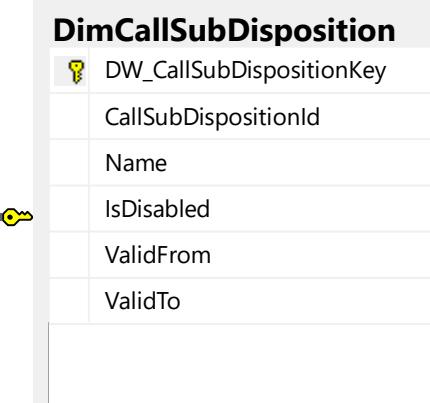 DimCallSubDisposition
DW_CallSubDispositionKey
CallSubDispositionId
Name
IsDisabled
ValidFrom
ValidTo